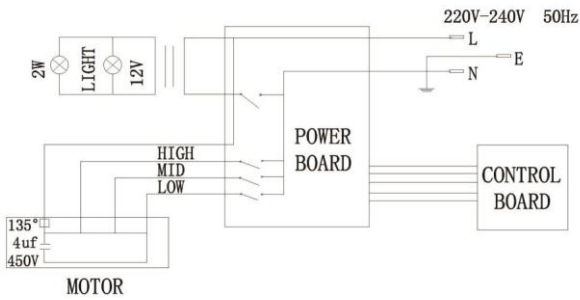 220V-240V 50Hz
L
E
N
2W
LIGHT
12V
POWER
BOARD
HIGH
MID
LOW
CONTROL
BOARD
135°
4uf
450V
MOTOR